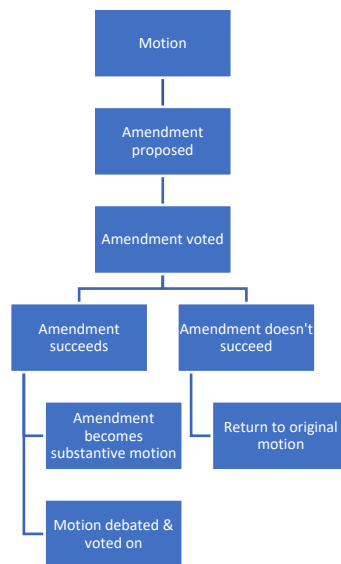 Motion
Amendment
proposed
Amendment voted
Amendment
succeeds
Amendment doesn't
succeed
Amendment
becomes
substantive motion
Return to original
motion
Motion debated &
voted on